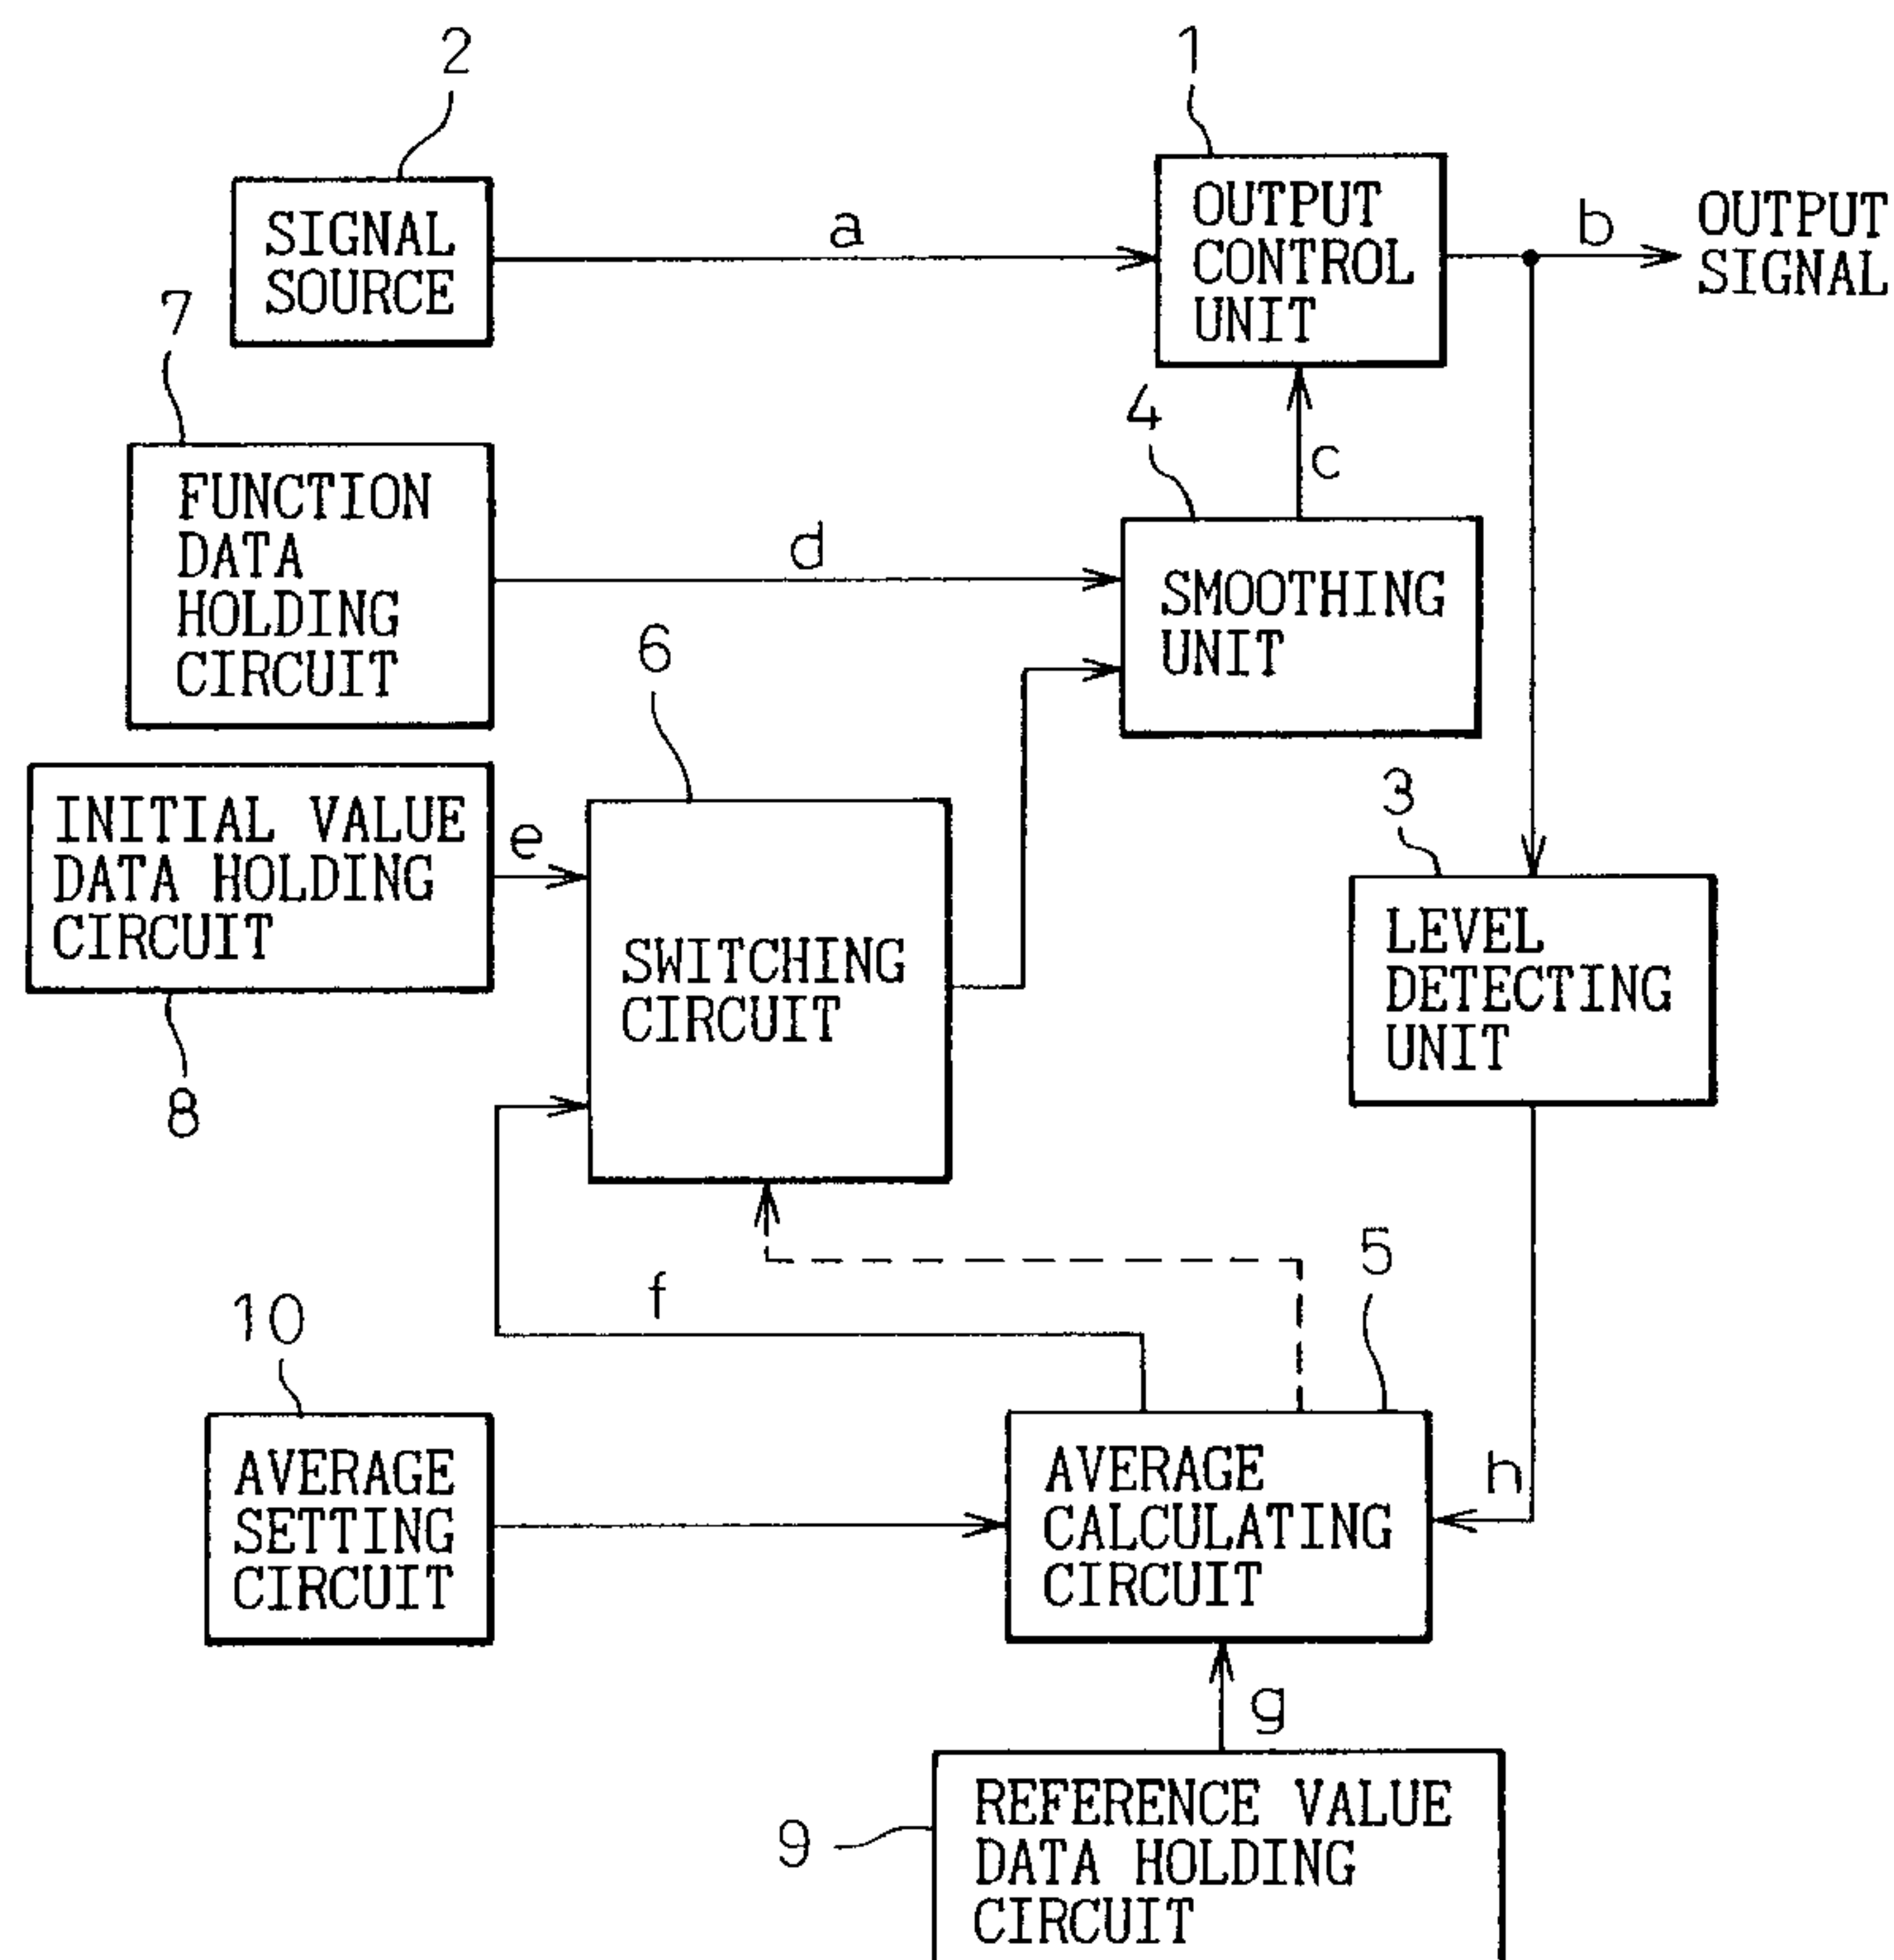 2
1
SIGNAL
SOURCE
a
OUTPUT
CONTROL
UNIT
b
OUTPUT
SIGNAL
7
4
c
FUNCTION
DATA
HOLDING
CIRCUIT
d
SMOOTHING
UNIT
6
3
INITIAL VALUE
DATA HOLDING
CIRCUIT
e
8
SWITCHING
CIRCUIT
LEVEL
DETECTING
UNIT
f
5
10
AVERAGE
SETTING
CIRCUIT
AVERAGE
CALCULATING
CIRCUIT
h
g
9
REFERENCE VALUE
DATA HOLDING
CIRCUIT